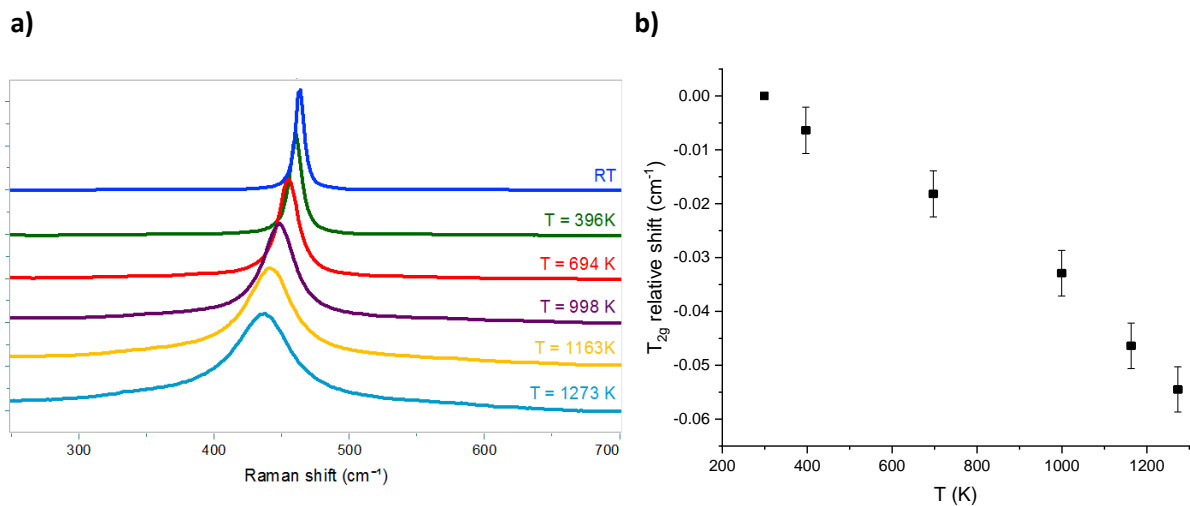 a)
RT
T = 396K
T = 694 K
T = 998 K
T = 1163K
T = 1273 K
300
400
500
600
700
Raman shift (cm⁻¹)
b)
0.00
-0.01
-0.02
-0.03
-0.04
-0.05
-0.06
T₂g relative shift (cm⁻¹)
200
400
600
800
1000
1200
T (K)